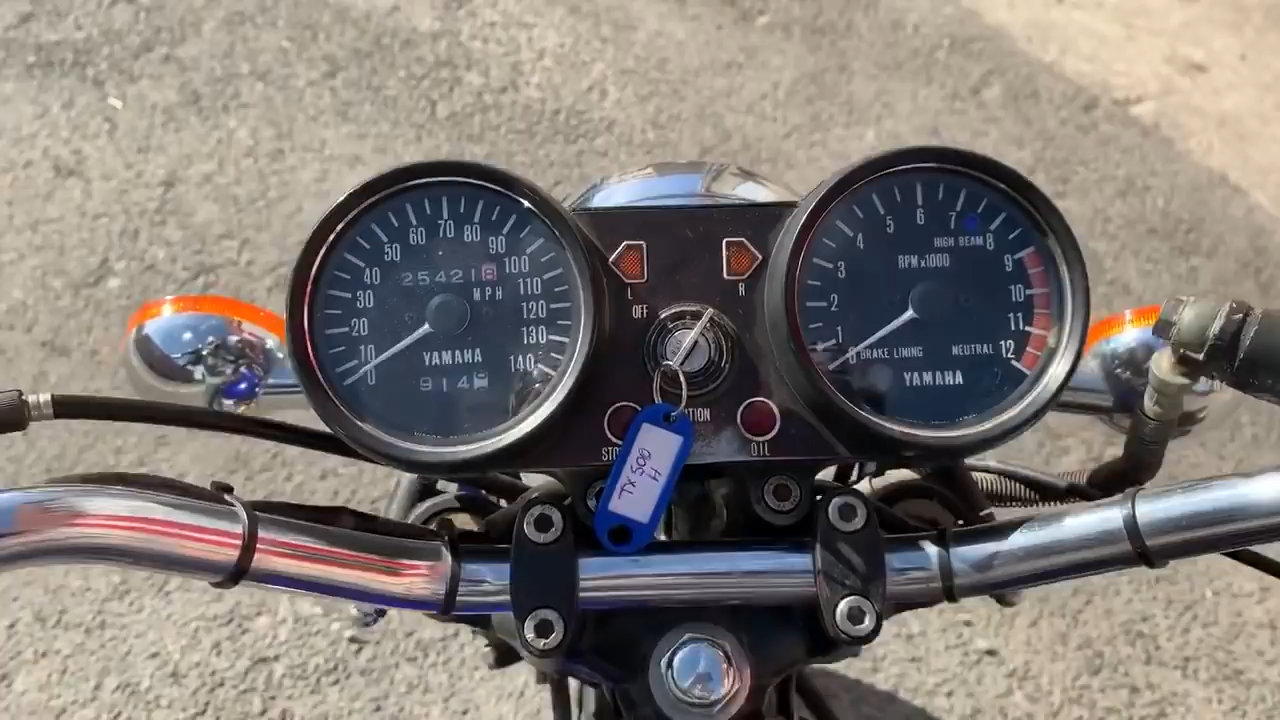 0 10 20 30 40 50 60 70 80 90 100 110 120 130 140
254218
MPH
YAMAHA
914
L
R
OFF
TX 500
H
OIL
0 1 2 3 4 5 6 7 8 9 10 11 12
HIGH BEAM
RPM x1000
BRAKE LINING
NEUTRAL
YAMAHA